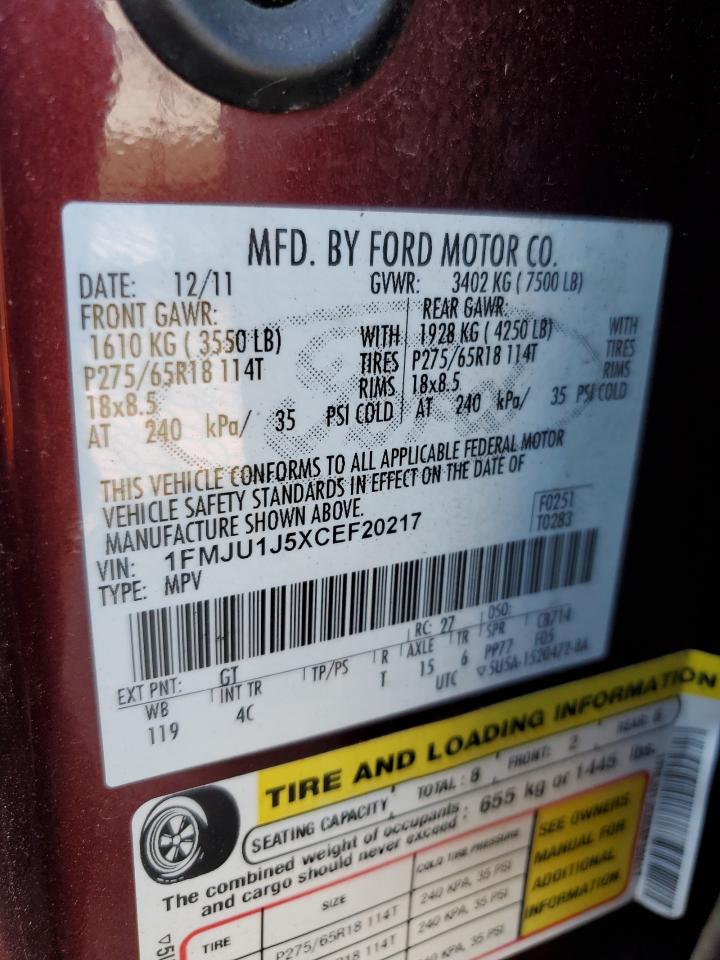 MFD. BY FORD MOTOR CO.
DATE: 12/11 GVWR: 3402 KG ( 7500 LB)
FRONT GAWR: REAR GAWR:
1610 KG ( 3550 LB) WITH 1928 KG ( 4250 LB) WITH
P275/65R18 114T TIRES P275/65R18 114T TIRES
18x8.5 RIMS 18x8.5 RIMS
AT 240 kPa/ 35 PSI COLD AT 240 kPa/ 35 PSI COLD
THIS VEHICLE CONFORMS TO ALL APPLICABLE FEDERAL MOTOR
VEHICLE SAFETY STANDARDS IN EFFECT ON THE DATE OF
MANUFACTURE SHOWN ABOVE.
F0251
T0283
VIN: 1FMJU1J5XCEF20217
TYPE: MPV
EXT PNT: GT RC: 27 DSO: CB714
WB INT TR TP/PS R AXLE TR SPR F05
119 4C T 15 6 PP77
UTC ▽5U5A-1520472-BA
TIRE AND LOADING INFORMATION
SEATING CAPACITY TOTAL: 8 FRONT: 2 REAR: 6
The combined weight of occupants
and cargo should never exceed : 655 kg or 1445 lbs.
TIRE SIZE COLD TIRE PRESSURE
P275/65R18 114T 240 KPA, 35 PSI
114T 240 KPA, 35 PSI
240 KPA, 35 PSI
SEE OWNERS
MANUAL FOR
ADDITIONAL
INFORMATION.